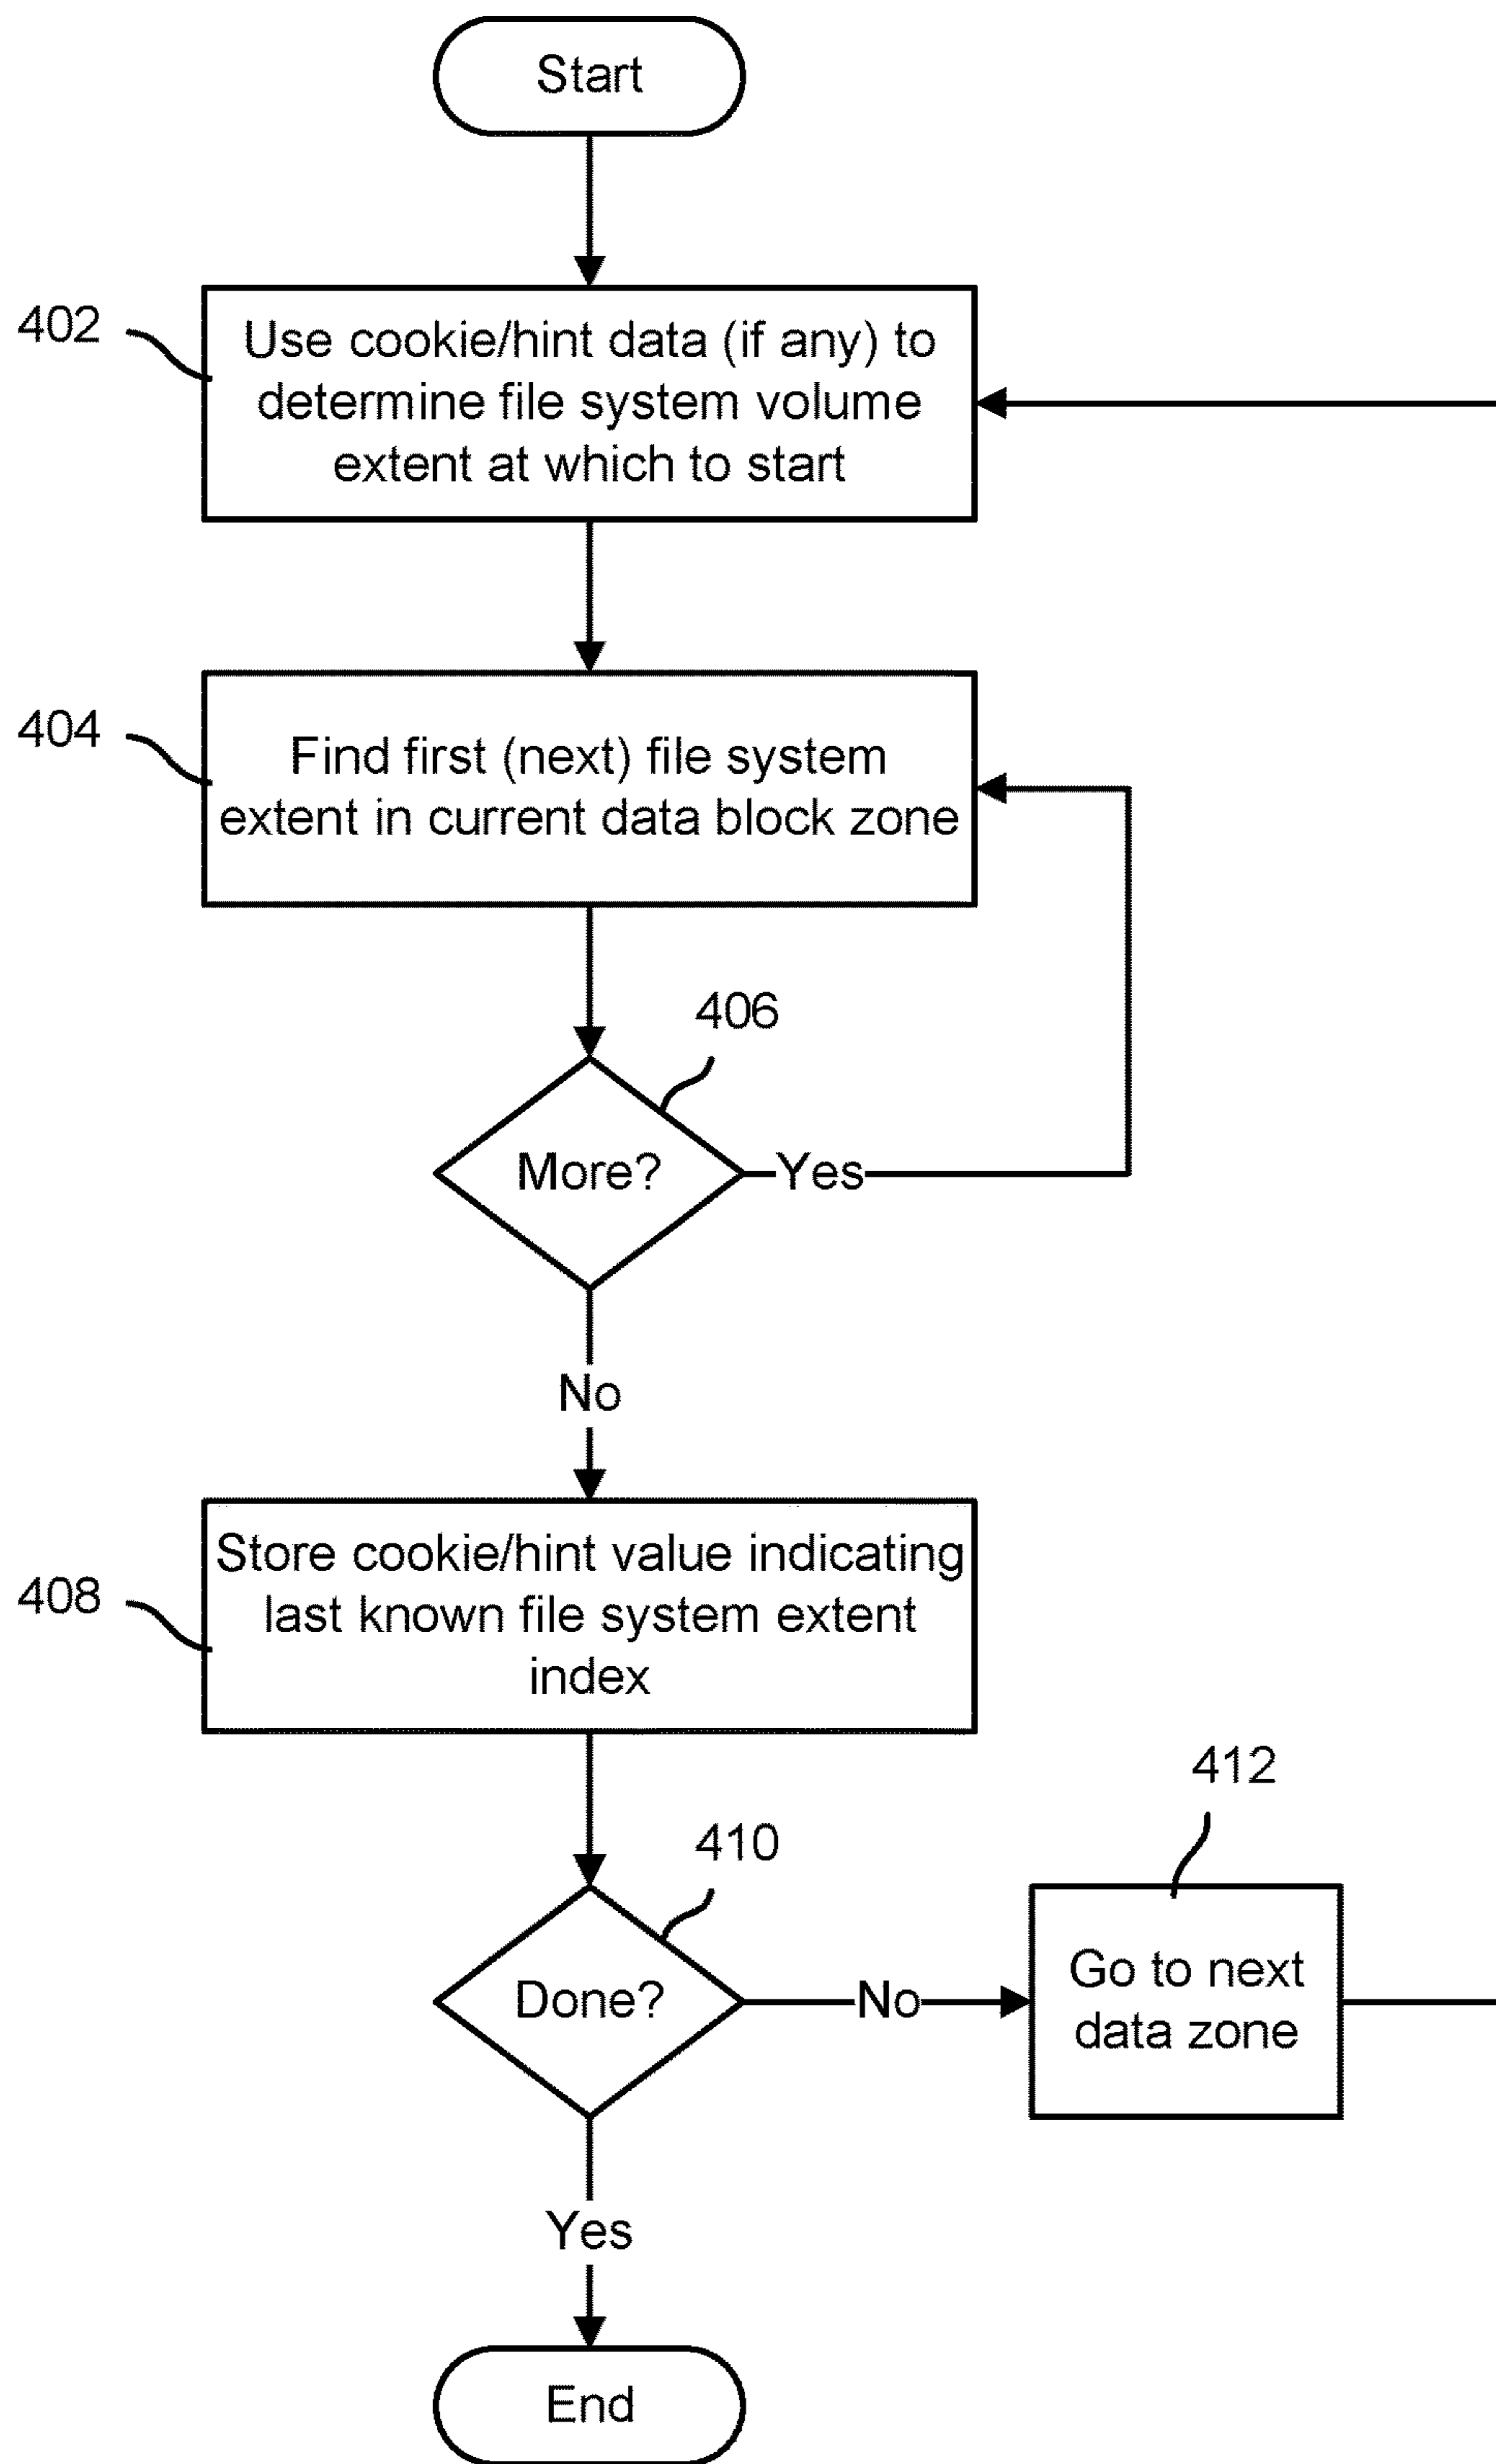 Start
402
Use cookie/hint data (if any) to
determine file system volume
extent at which to start
404
Find first (next) file system
extent in current data block zone
406
More?
Yes
No
408
Store cookie/hint value indicating
last known file system extent
index
410
412
Done?
No
Go to next
data zone
Yes
End